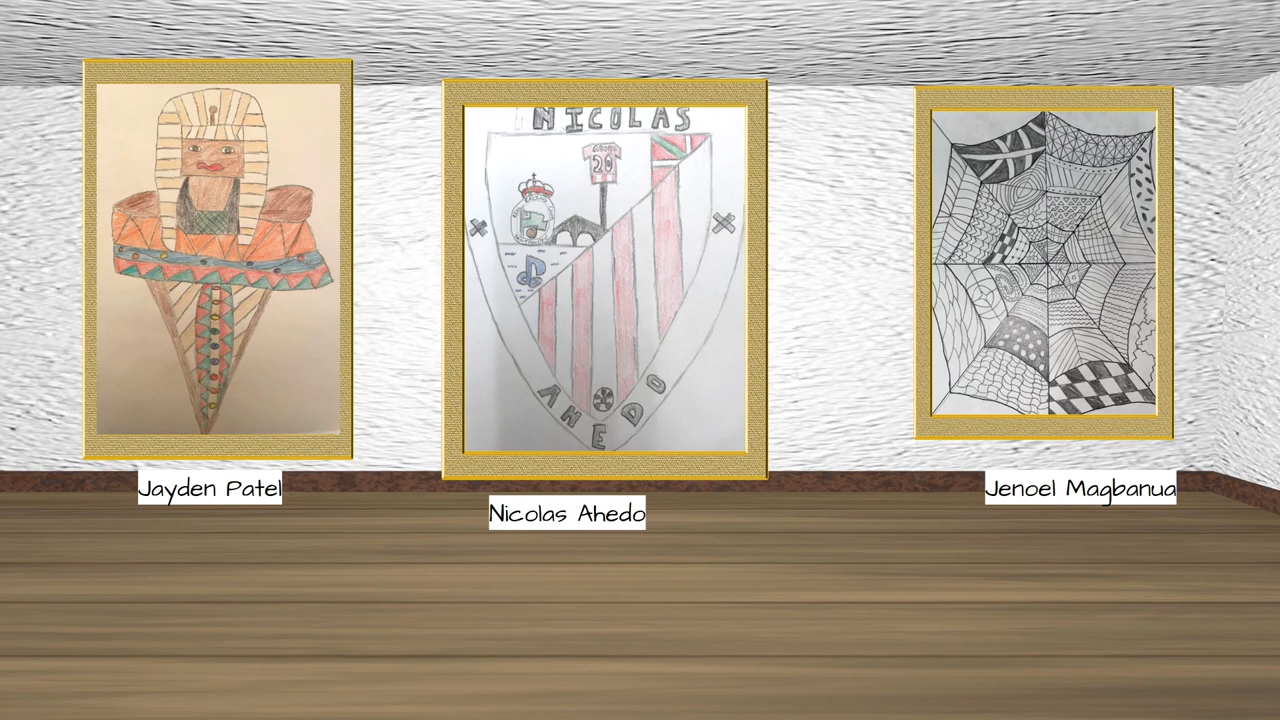 NICOLAS
20
AHEDO
Jayden Patel
Nicolas Ahedo
Jenoel Magbanua